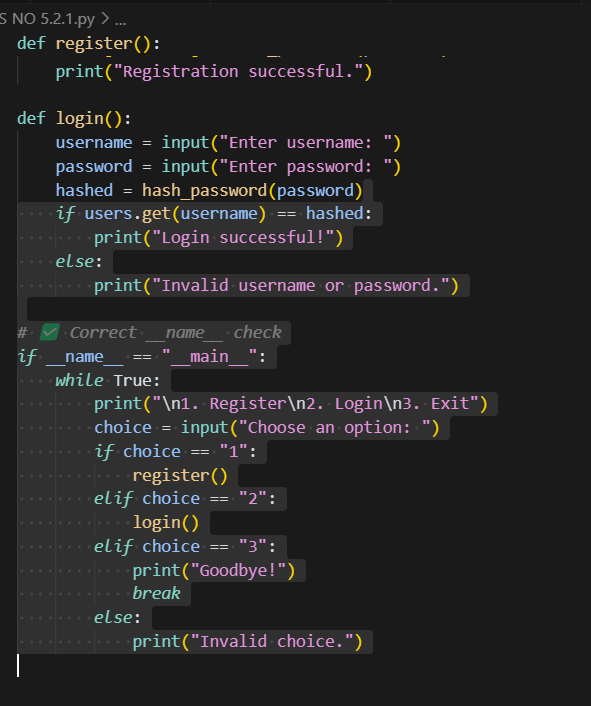 S NO 5.2.1.py > ...
def register():
    print("Registration successful.")
def login():
    username = input("Enter username: ")
    password = input("Enter password: ")
    hashed = hash_password(password)
    if users.get(username) == hashed:
        print("Login successful!")
    else:
        print("Invalid username or password.")
# ✅ Correct __name__ check
if __name__ == "__main__":
    while True:
        print("\n1. Register\n2. Login\n3. Exit")
        choice = input("Choose an option: ")
        if choice == "1":
            register()
        elif choice == "2":
            login()
        elif choice == "3":
            print("Goodbye!")
            break
        else:
            print("Invalid choice.")